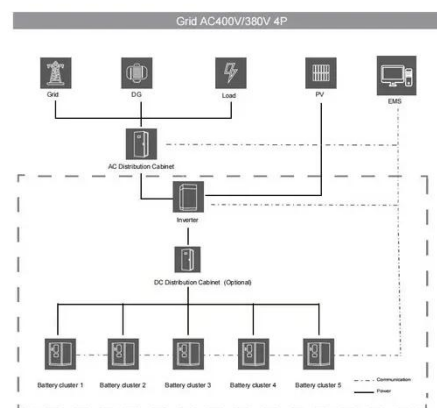 Grid AC400V/380V 4P
Grid
DG
Load
PV
EMS
AC Distribution Cabinet
Inverter
DC Distribution Cabinet (Optional)
Battery cluster 1
Battery cluster 2
Battery cluster 3
Battery cluster 4
Battery cluster 5
Communication
Power